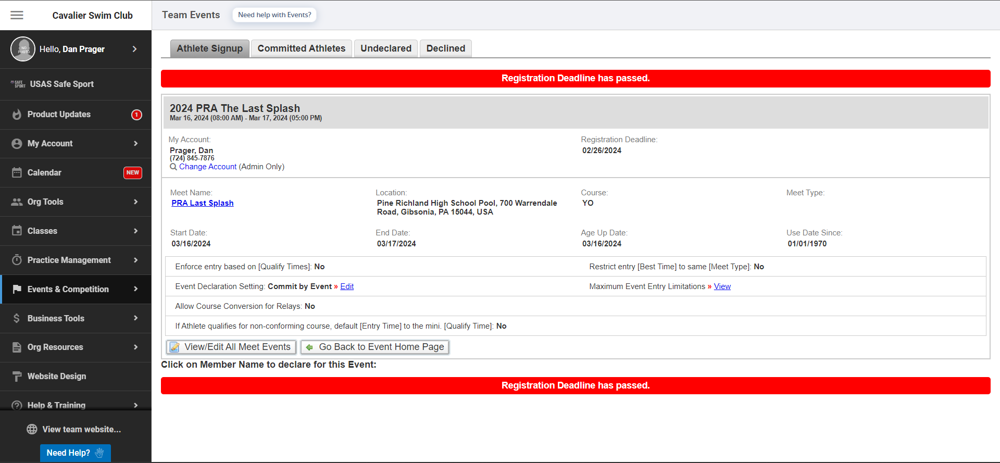 Cavalier Swim Club
Team Events
Need help with Events?
NO
PHOTO
Hello, Dan Prager
SAFE
SPORT
USAS Safe Sport
Product Updates
1
My Account
Calendar
NEW
Org Tools
Classes
Practice Management
Events & Competition
Business Tools
Org Resources
Website Design
Help & Training
View team website...
Need Help?
Athlete Signup
Committed Athletes
Undeclared
Declined
Registration Deadline has passed.
2024 PRA The Last Splash
Mar 16, 2024 (08:00 AM) - Mar 17, 2024 (05:00 PM)
My Account:
Prager, Dan
(724) 845-7876
Change Account (Admin Only)
Registration Deadline:
02/26/2024
Meet Name:
PRA Last Splash
Location:
Pine Richland High School Pool, 700 Warrendale
Road, Gibsonia, PA 15044, USA
Course:
YO
Meet Type:
Start Date:
03/16/2024
End Date:
03/17/2024
Age Up Date:
03/16/2024
Use Date Since:
01/01/1970
Enforce entry based on [Qualify Times]: No
Restrict entry [Best Time] to same [Meet Type]: No
Event Declaration Setting: Commit by Event » Edit
Maximum Event Entry Limitations » View
Allow Course Conversion for Relays: No
If Athlete qualifies for non-conforming course, default [Entry Time] to the mini. [Qualify Time]: No
View/Edit All Meet Events
Go Back to Event Home Page
Click on Member Name to declare for this Event:
Registration Deadline has passed.